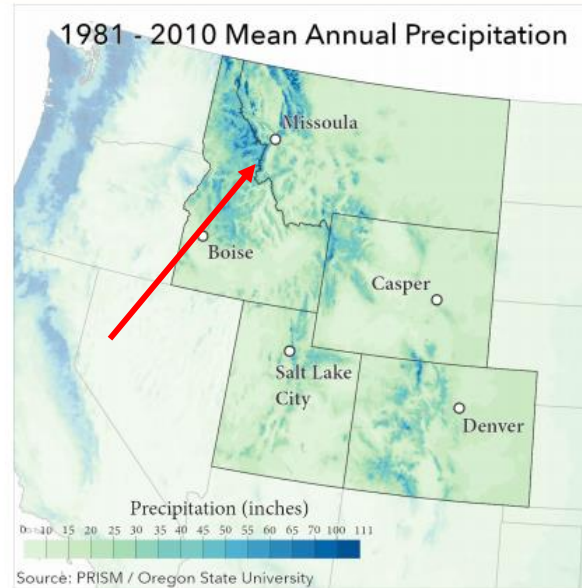 1981 - 2010 Mean Annual Precipitation
Missoula
Boise
Casper
Salt Lake
City
Denver
Precipitation (inches)
0 10 15 20 25 30 35 40 45 50 55 65 70 100 111
Source: PRISM / Oregon State University